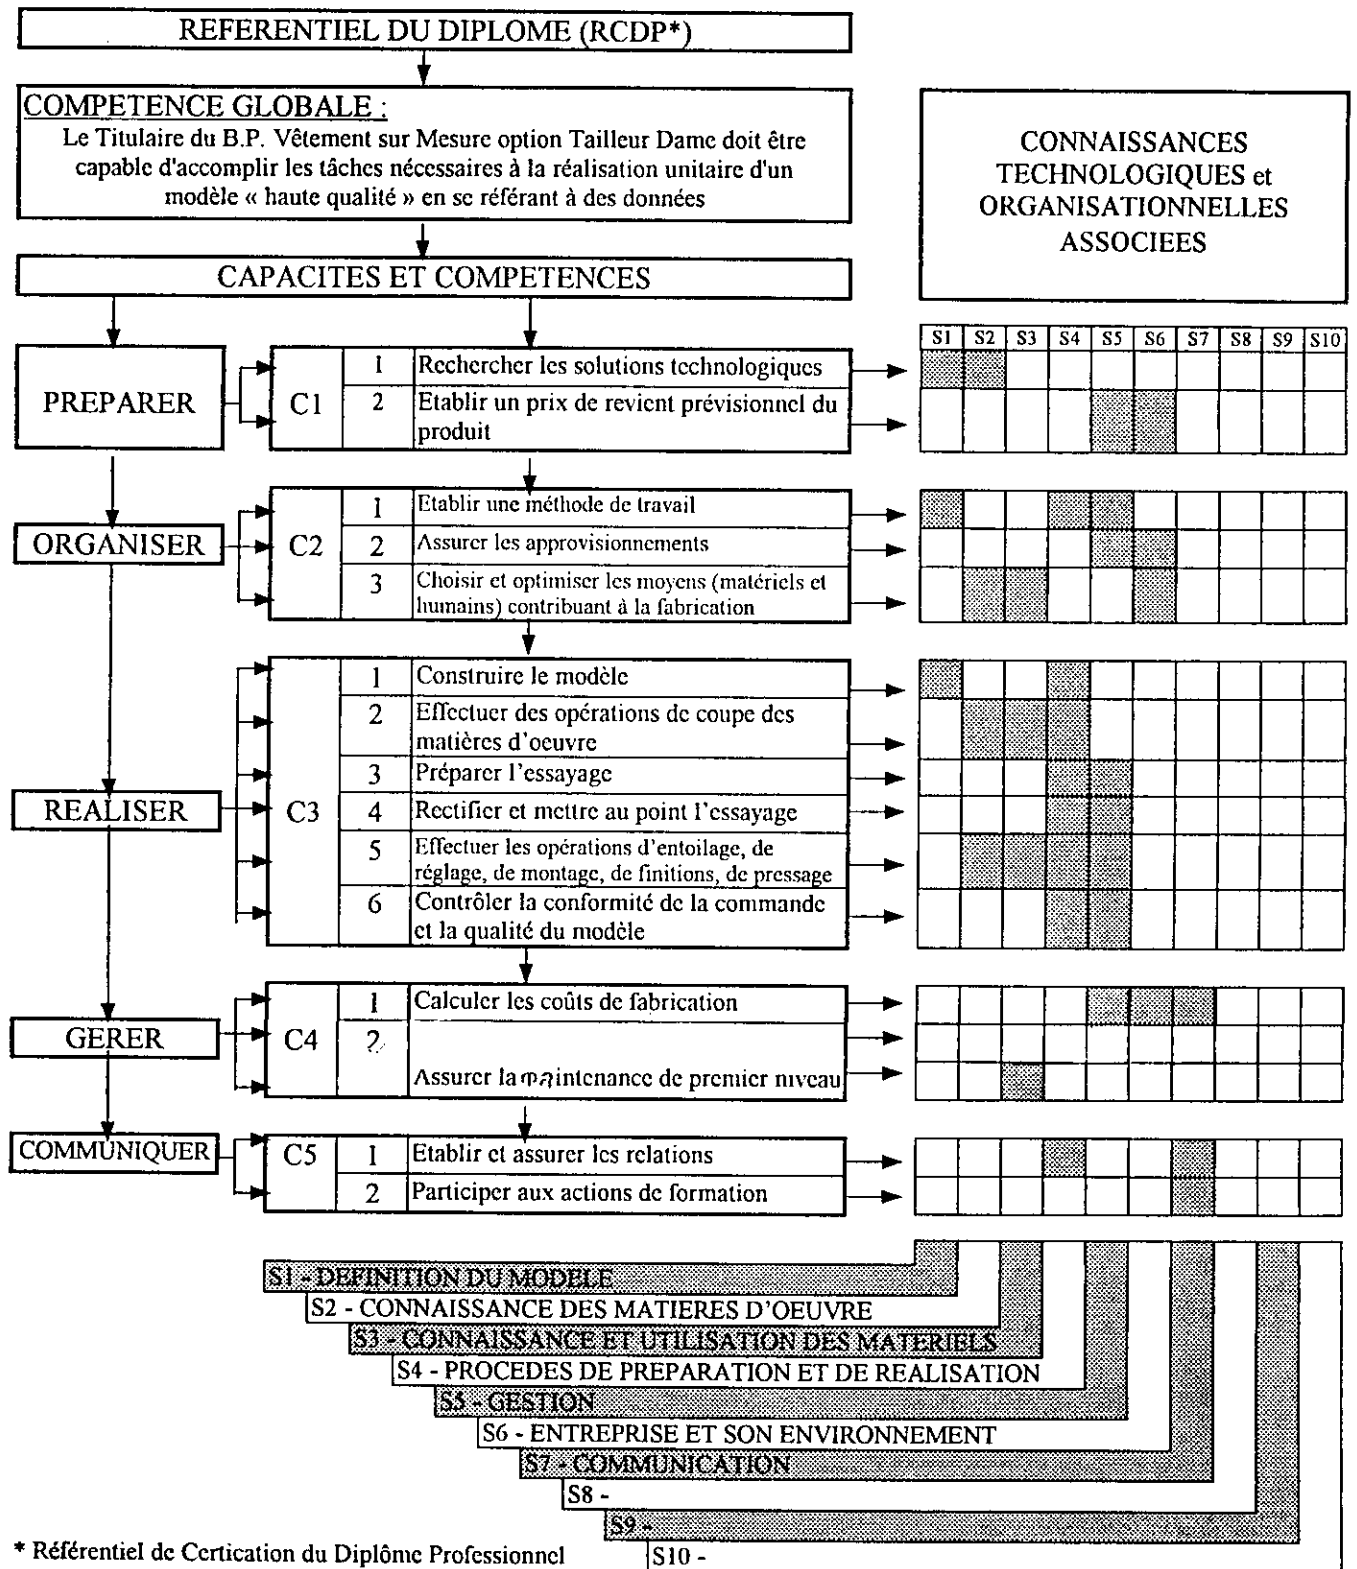 REFERENTIEL DU DIPLOME (RCDP*)
COMPETENCE GLOBALE :
Le Titulaire du B.P. Vêtement sur Mesure option Tailleur Dame doit être
capable d'accomplir les tâches nécessaires à la réalisation unitaire d'un
modèle « haute qualité » en se référant à des données
CONNAISSANCES
TECHNOLOGIQUES et
ORGANISATIONNELLES
ASSOCIEES
CAPACITES ET COMPETENCES
S1 S2 S3 S4 S5 S6 S7 S8 S9 S10
PREPARER
C1
1 Rechercher les solutions technologiques
2 Etablir un prix de revient prévisionnel du
produit
ORGANISER
C2
1 Etablir une méthode de travail
2 Assurer les approvisionnements
3 Choisir et optimiser les moyens (matériels et
humains) contribuant à la fabrication
REALISER
C3
1 Construire le modèle
2 Effectuer des opérations de coupe des
matières d'oeuvre
3 Préparer l'essayage
4 Rectifier et mettre au point l'essayage
5 Effectuer les opérations d'entoilage, de
réglage, de montage, de finitions, de pressage
6 Contrôler la conformité de la commande
et la qualité du modèle
GERER
C4
1 Calculer les coûts de fabrication
2
Assurer la maintenance de premier niveau
COMMUNIQUER
C5
1 Etablir et assurer les relations
2 Participer aux actions de formation
S1 - DEFINITION DU MODELE
S2 - CONNAISSANCE DES MATIERES D'OEUVRE
S3 - CONNAISSANCE ET UTILISATION DES MATERIELS
S4 - PROCEDES DE PREPARATION ET DE REALISATION
S5 - GESTION
S6 - ENTREPRISE ET SON ENVIRONNEMENT
S7 - COMMUNICATION
S8 -
S9 -
S10 -
* Référentiel de Certication du Diplôme Professionnel